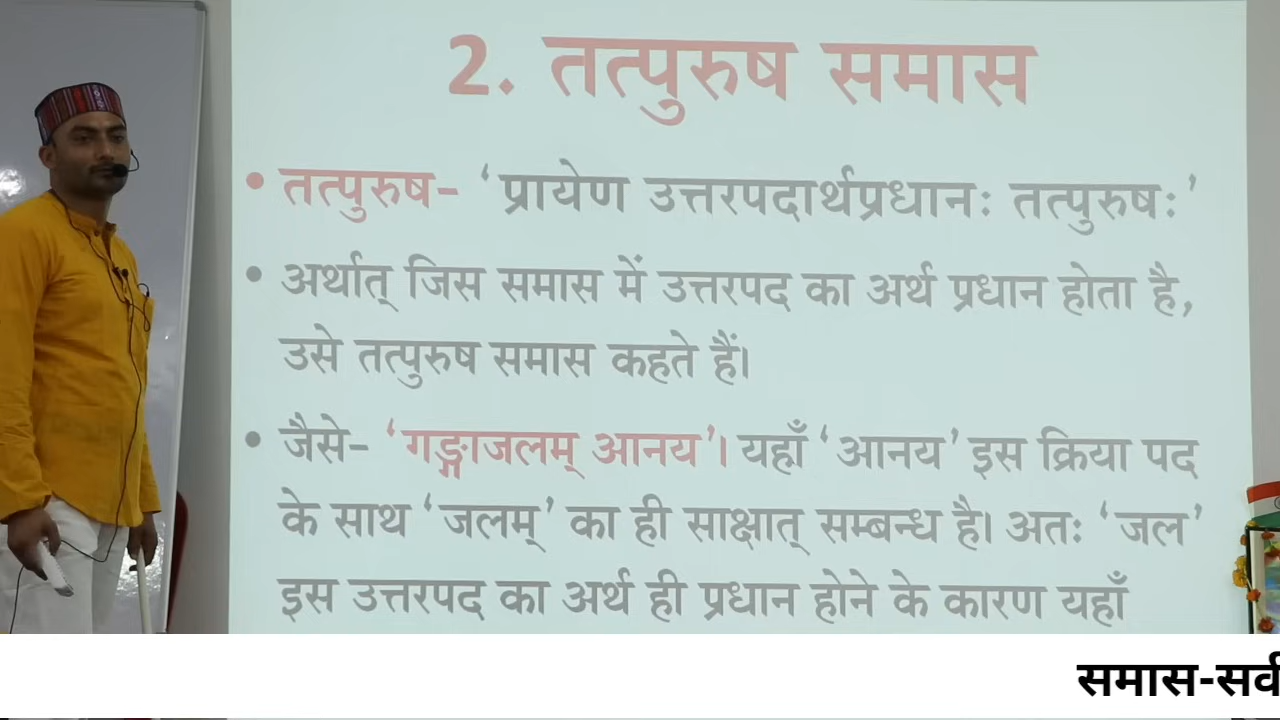 2. तत्पुरुष समास
• तत्पुरुष– ‘प्रायेण उत्तरपदार्थप्रधानः तत्पुरुषः’
• अर्थात् जिस समास में उत्तरपद का अर्थ प्रधान होता है,
उसे तत्पुरुष समास कहते हैं।
• जैसे– ‘गङ्गाजलम् आनय’। यहाँ ‘आनय’ इस क्रिया पद
के साथ ‘जलम्’ का ही साक्षात् सम्बन्ध है। अतः ‘जल’
इस उत्तरपद का अर्थ ही प्रधान होने के कारण यहाँ
समास-सर्व